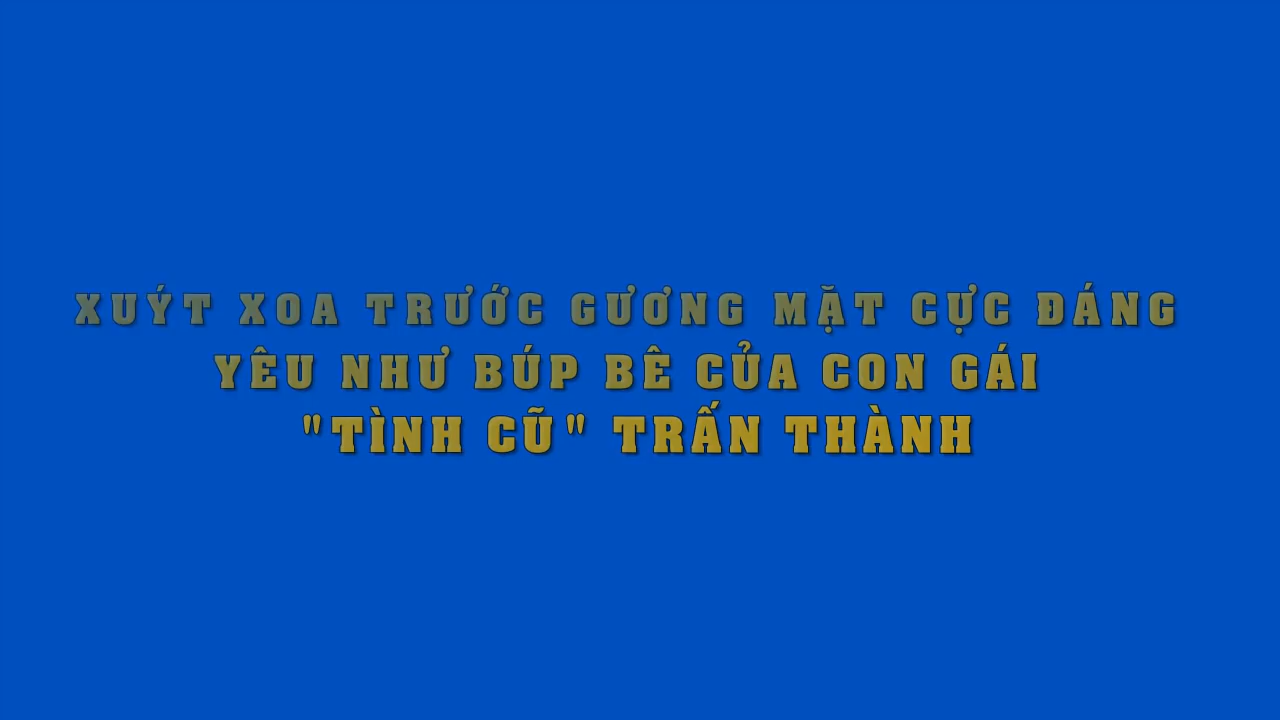 XUÝT XOA TRƯỚC GƯƠNG MẶT CỰC ĐÁNG
YÊU NHƯ BÚP BÊ CỦA CON GÁI
"TÌNH CŨ" TRẤN THÀNH